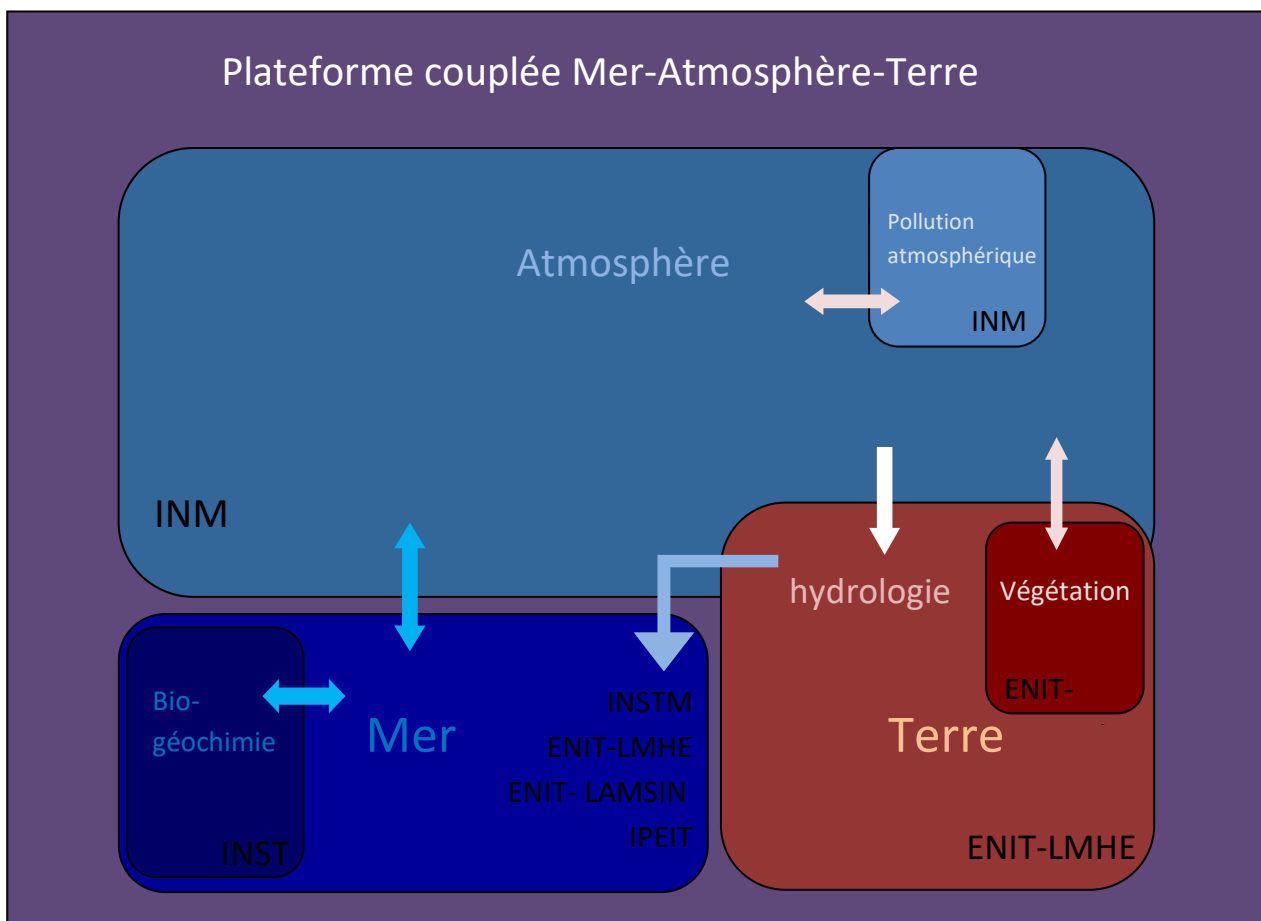 Plateforme couplée Mer-Atmosphère-Terre
Pollution
atmosphérique
Atmosphère
INM
INM
hydrologie
Végétation
ENIT-
Bio-
géochimie
Mer
INST
INSTM
ENIT-LMHE
ENIT- LAMSIN
IPEIT
Terre
ENIT-LMHE